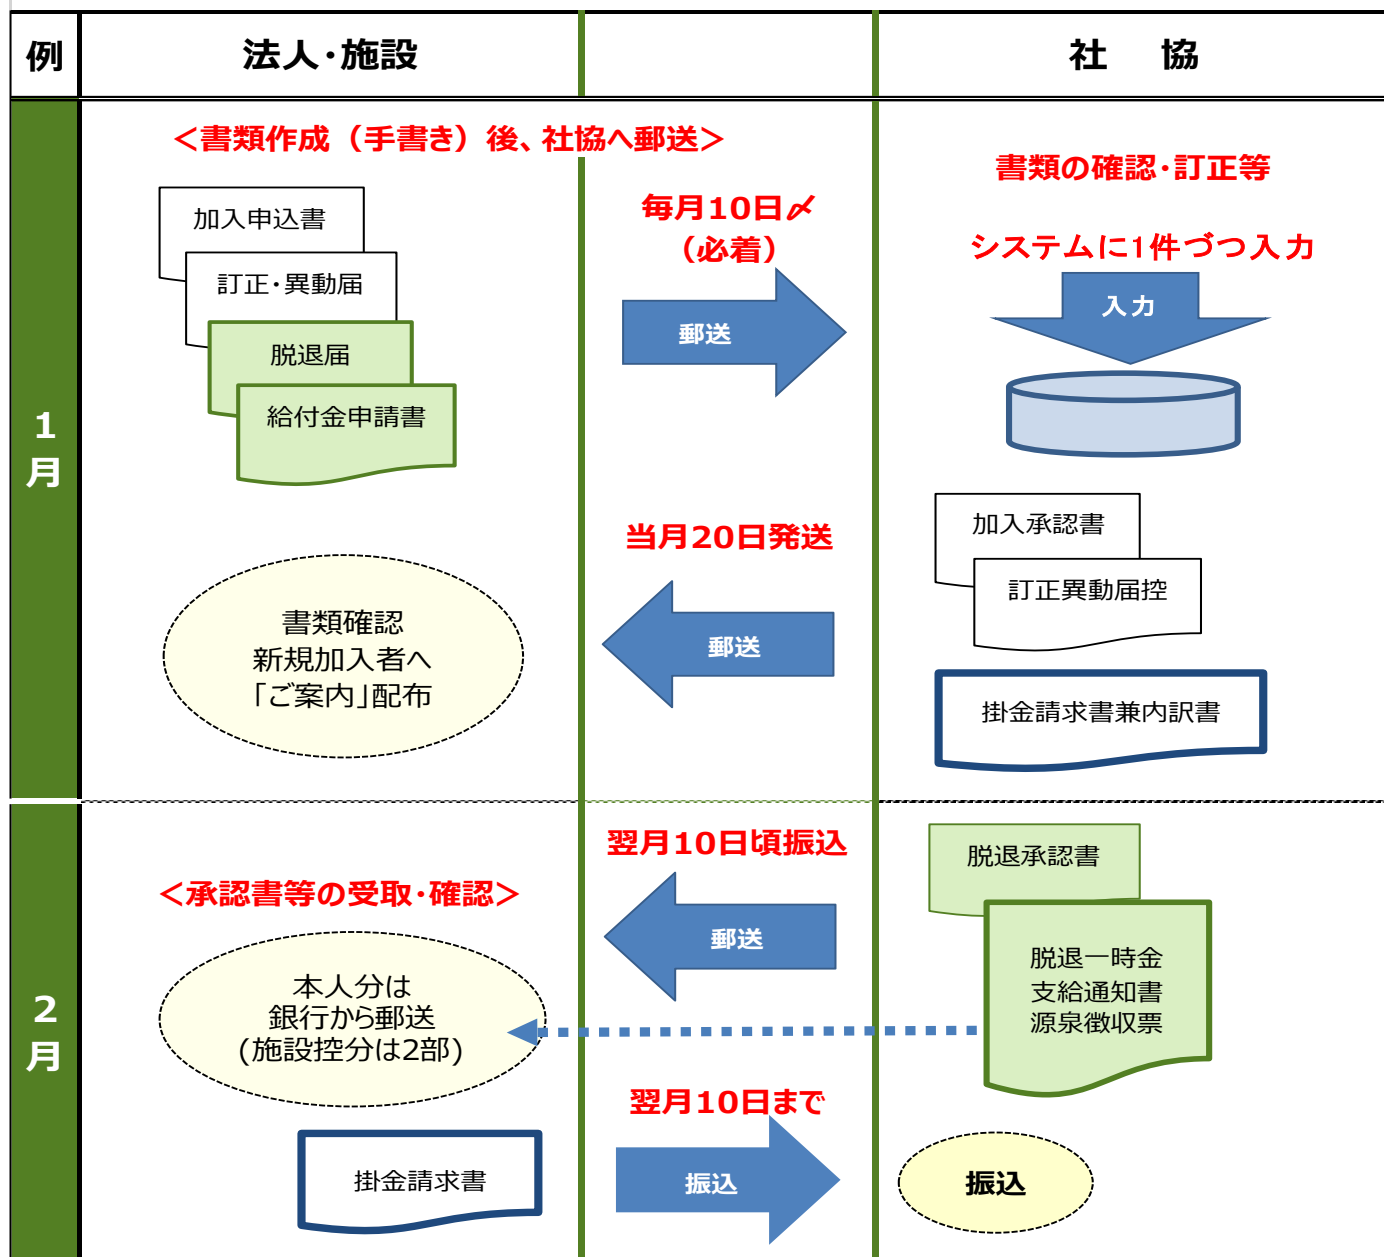 例
法人・施設
社　協
1月
＜書類作成（手書き）後、社協へ郵送＞
加入申込書
訂正・異動届
脱退届
給付金申請書
毎月10日〆
（必着）
郵送
書類の確認・訂正等
システムに1件づつ入力
入力
当月20日発送
郵送
加入承認書
訂正異動届控
掛金請求書兼内訳書
書類確認
新規加入者へ
「ご案内」配布
2月
＜承認書等の受取・確認＞
翌月10日頃振込
郵送
脱退承認書
脱退一時金
支給通知書
源泉徴収票
本人分は
銀行から郵送
(施設控分は2部)
翌月10日まで
掛金請求書
振込
振込